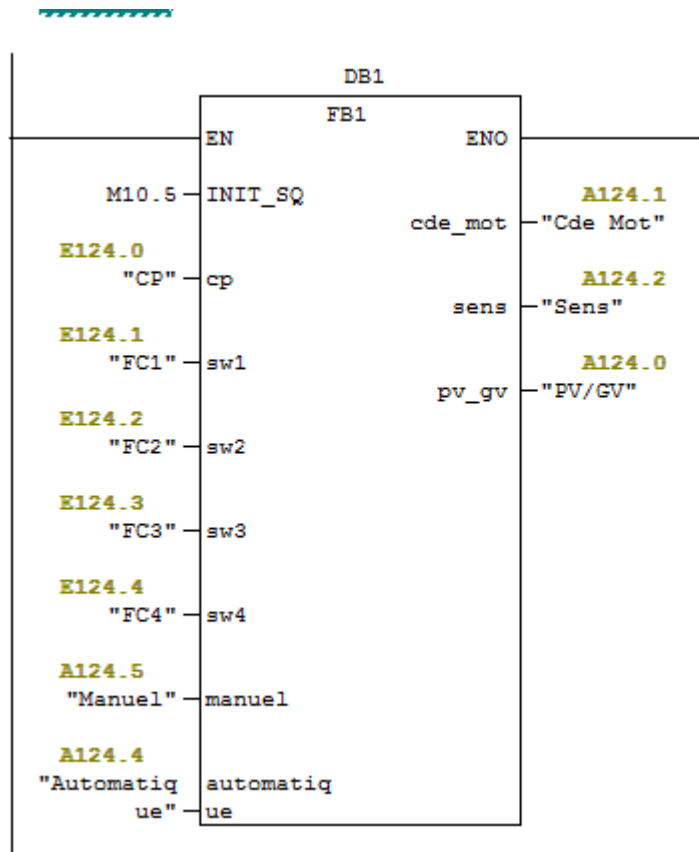 DB1
FB1
EN ENO
M10.5 INIT_SQ A124.1
cde_mot "Cde Mot"
E124.0
"CP" cp A124.2
sens "Sens"
E124.1
"FC1" sw1 A124.0
pv_gv "PV/GV"
E124.2
"FC2" sw2
E124.3
"FC3" sw3
E124.4
"FC4" sw4
A124.5
"Manuel" manuel
A124.4
"Automatiq automatiq
ue" ue